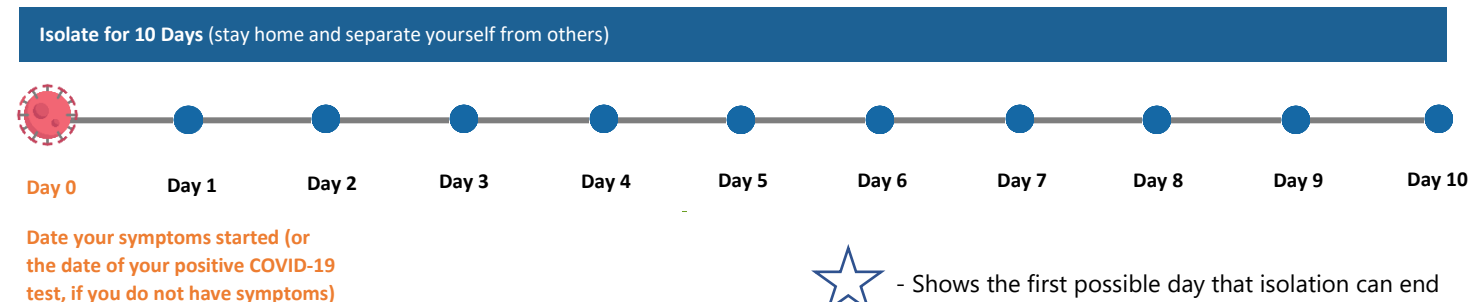 Isolate for 10 Days (stay home and separate yourself from others)
Day 0 Day 1 Day 2 Day 3 Day 4 Day 5 Day 6 Day 7 Day 8 Day 9 Day 10
Date your symptoms started (or
the date of your positive COVID-19
test, if you do not have symptoms)
- Shows the first possible day that isolation can end